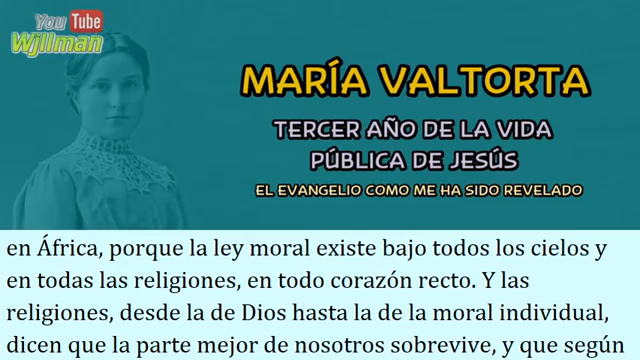 You Tube
Wjllman
MARÍA VALTORTA
TERCER AÑO DE LA VIDA
PÚBLICA DE JESÚS
EL EVANGELIO COMO ME HA SIDO REVELADO
en África, porque la ley moral existe bajo todos los cielos y
en todas las religiones, en todo corazón recto. Y las
religiones, desde la de Dios hasta la de la moral individual,
dicen que la parte mejor de nosotros sobrevive, y que según